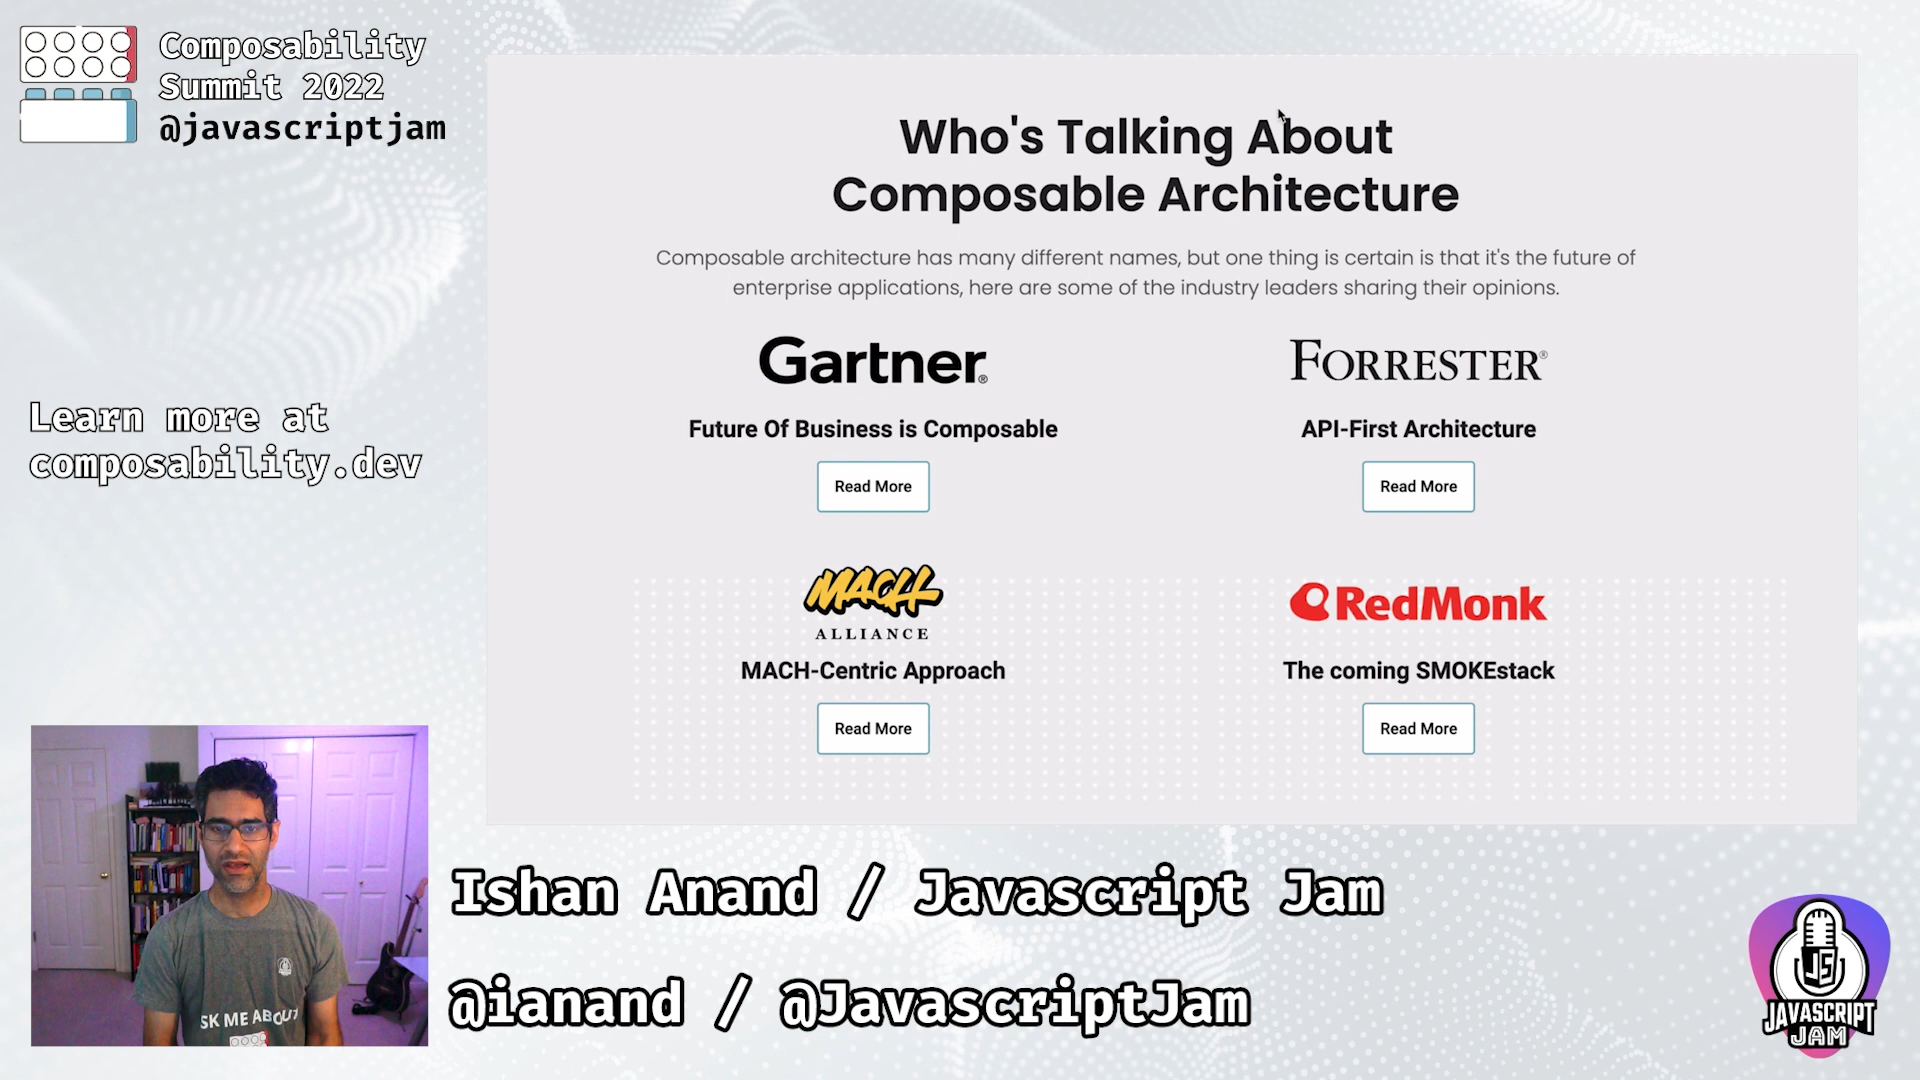 Composability
Summit 2022
@javascriptjam
Learn more at
composability.dev
Who's Talking About
Composable Architecture
Composable architecture has many different names, but one thing is certain is that it's the future of
enterprise applications, here are some of the industry leaders sharing their opinions.
Gartner®
Future Of Business is Composable
Read More
FORRESTER®
API-First Architecture
Read More
MACH
ALLIANCE
MACH-Centric Approach
Read More
RedMonk
The coming SMOKEstack
Read More
SK ME ABOUT
Ishan Anand / Javascript Jam
@ianand / @JavascriptJam
JS
JAVASCRIPT
JAM